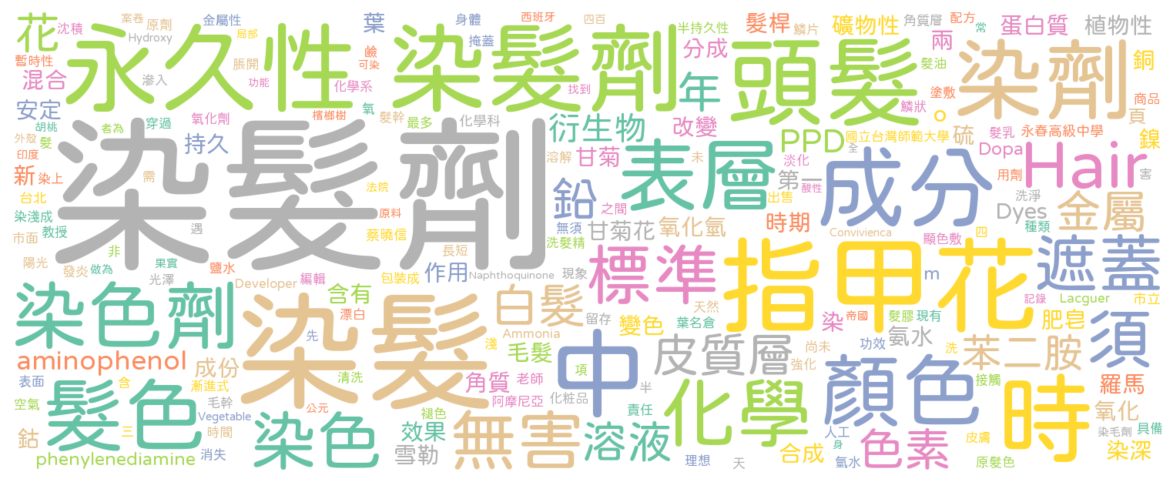 花 沈積 案卷 原劑 金屬性 葉 身體 西班牙 四百 半持久性 髮桿 鱗片 礦物性 角質層 配方 常 蛋白質 植物性
Hydroxy 局部 掩蓋 分成 兩 銅
永久性 染髮劑 頭髮 染劑
暫時性 混合 滲入 脹開 功能 化學系 鹼 可染 找到 年 髮油 塗敷 商品
安定 氧化劑 檳榔樹 氧 髮幹 最多 化學科 衍生物 改變 PPD o 鱗狀 頁
胡桃 者為 穿過 持久 國立台灣師範大學 硫 髮乳 永春高級中學 鎳
外殼 髮 印度 新 染上 需 染髮劑 溶解 甘菊 未 表層 淡化 全 第一 酸性 成分 Dopa 用劑 Hair 害
台北 染淺成 教授 市面 非 遇 法院 原料 蔡曉信 鉛 之間 無須 出售 Dyes 洗淨 種類 金屬
陽光 發炎 做為 果實 鹽水 光澤 長短 洗髮精 甘菊花 氧化氫 時期 Convivienca 顯色敷 四
Developer 編輯 包裝成 作用 Naphthoquinone 現象 標準 指甲花 m 遮蓋
染色劑 含有 漂白 染髮 白髮 留存 天然 變色 葉名倉 染 帝國 髮膠 現有 記錄 Lacguer 市立
先 淺 Ammonia 毛髮 中 皮質層 尚未 強化 功效 氨水 洗 肥皂 苯二胺 須
aminophenol 成份 表面 漸進式 清洗 角質 老師 項 化妝品 半 顏色 接觸 羅馬
空氣 含 毛幹 Vegetable 公元 阿摩尼亞 褪色 責任 化學 時 氧化 具備
髮色 三 時間 染色 效果 無害 溶液 人工 身 色素 皮膚 染毛劑
鈷 phenylenediamine 消失 雪勒 理想 天 合成 氫水 原髮色 染深